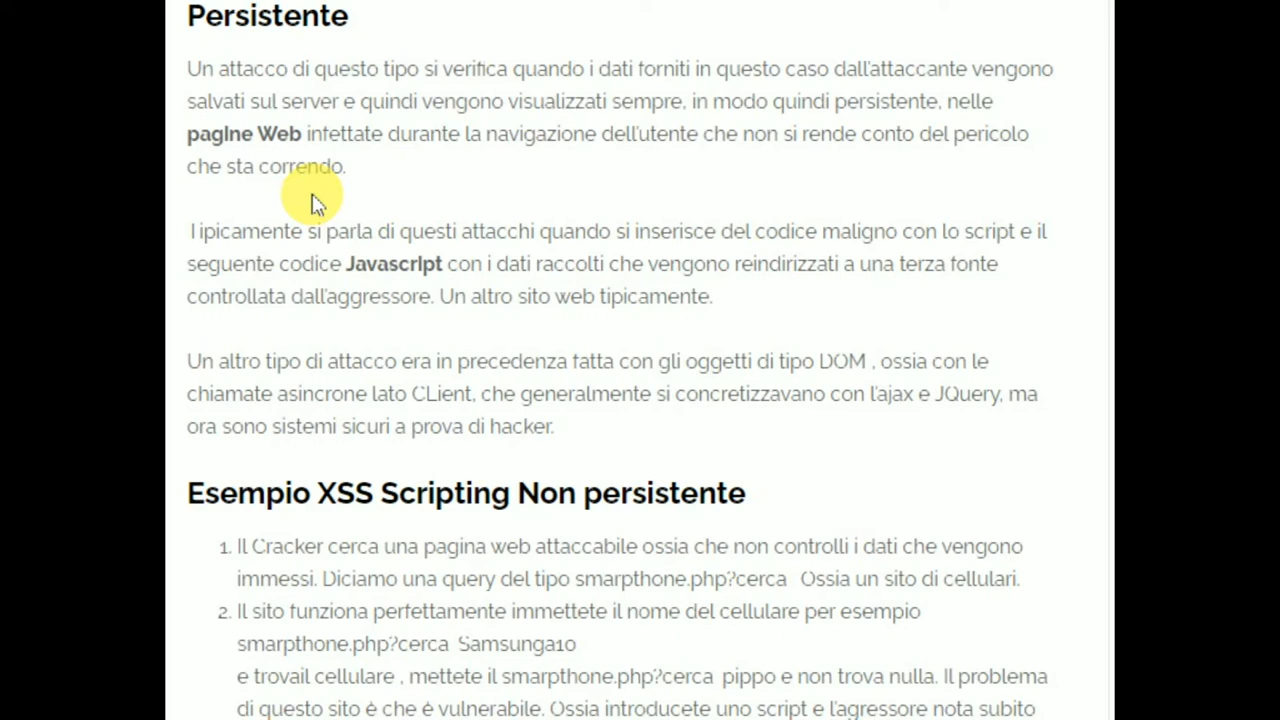 Persistente
Un attacco di questo tipo si verifica quando i dati forniti in questo caso dall'attaccante vengono
salvati sul server e quindi vengono visualizzati sempre, in modo quindi persistente, nelle
pagine Web infettate durante la navigazione dell'utente che non si rende conto del pericolo
che sta correndo.
Tipicamente si parla di questi attacchi quando si inserisce del codice maligno con lo script e il
seguente codice Javascript con i dati raccolti che vengono reindirizzati a una terza fonte
controllata dall'aggressore. Un altro sito web tipicamente.
Un altro tipo di attacco era in precedenza fatta con gli oggetti di tipo DOM , ossia con le
chiamate asincrone lato CLient, che generalmente si concretizzavano con l'ajax e JQuery, ma
ora sono sistemi sicuri a prova di hacker.
Esempio XSS Scripting Non persistente
1. Il Cracker cerca una pagina web attaccabile ossia che non controlli i dati che vengono
immessi. Diciamo una query del tipo smarpthone.php?cerca Ossia un sito di cellulari.
2. Il sito funziona perfettamente immettete il nome del cellulare per esempio
smarpthone.php?cerca Samsunga10
e trovail cellulare , mettete il smarpthone.php?cerca pippo e non trova nulla. Il problema
di questo sito è che è vulnerabile. Ossia introducete uno script e l'agressore nota subito